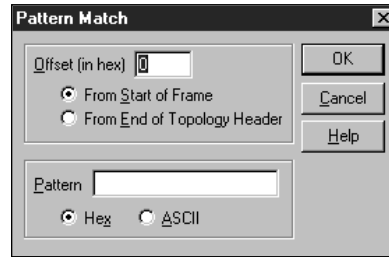 Pattern Match
Offset (in hex) 0
From Start of Frame
From End of Topology Header
Pattern
Hex ASCII
OK
Cancel
Help